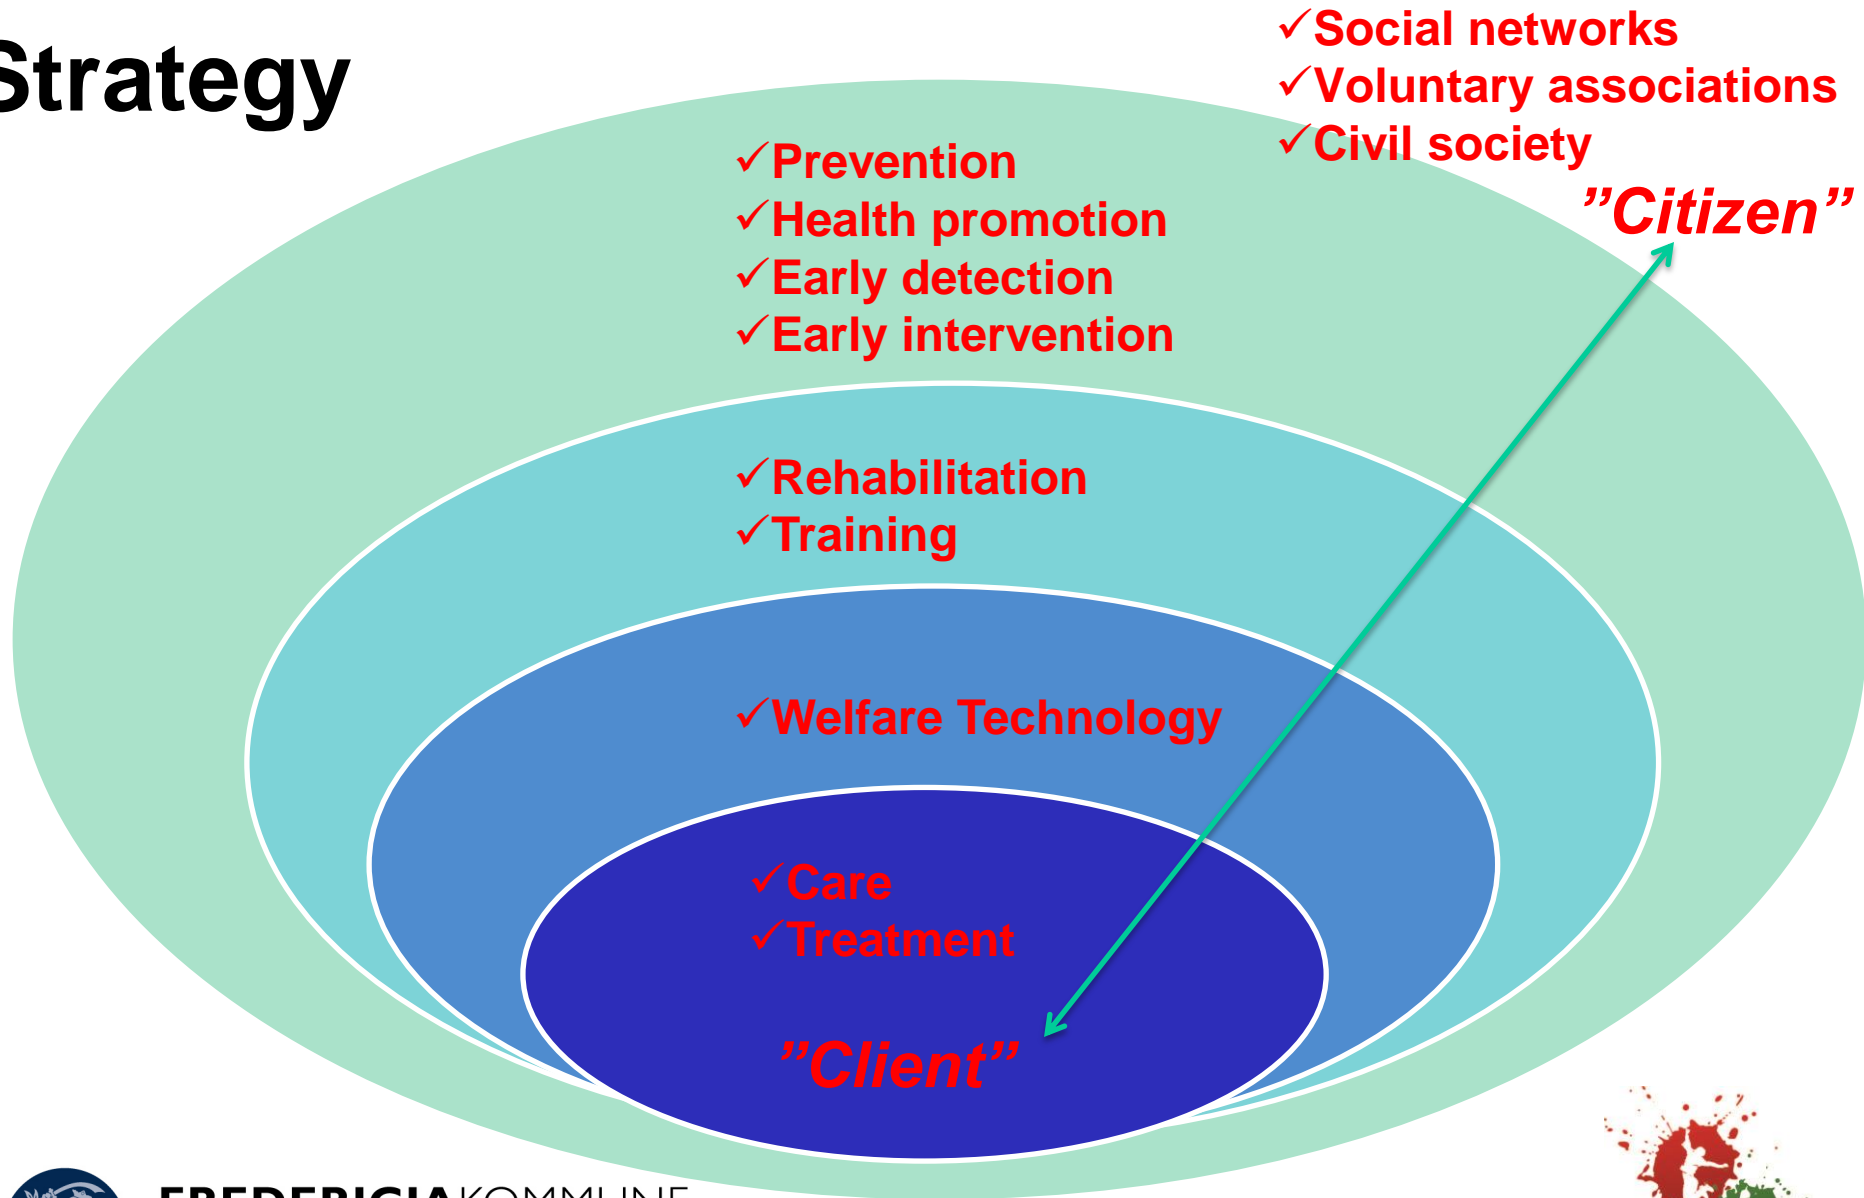 Strategy
✓Social networks
✓Voluntary associations
✓Civil society
”Citizen”
✓Prevention
✓Health promotion
✓Early detection
✓Early intervention
✓Rehabilitation
✓Training
✓Welfare Technology
✓Care
✓Treatment
”Client”
FREDERICIAKOMMUNE